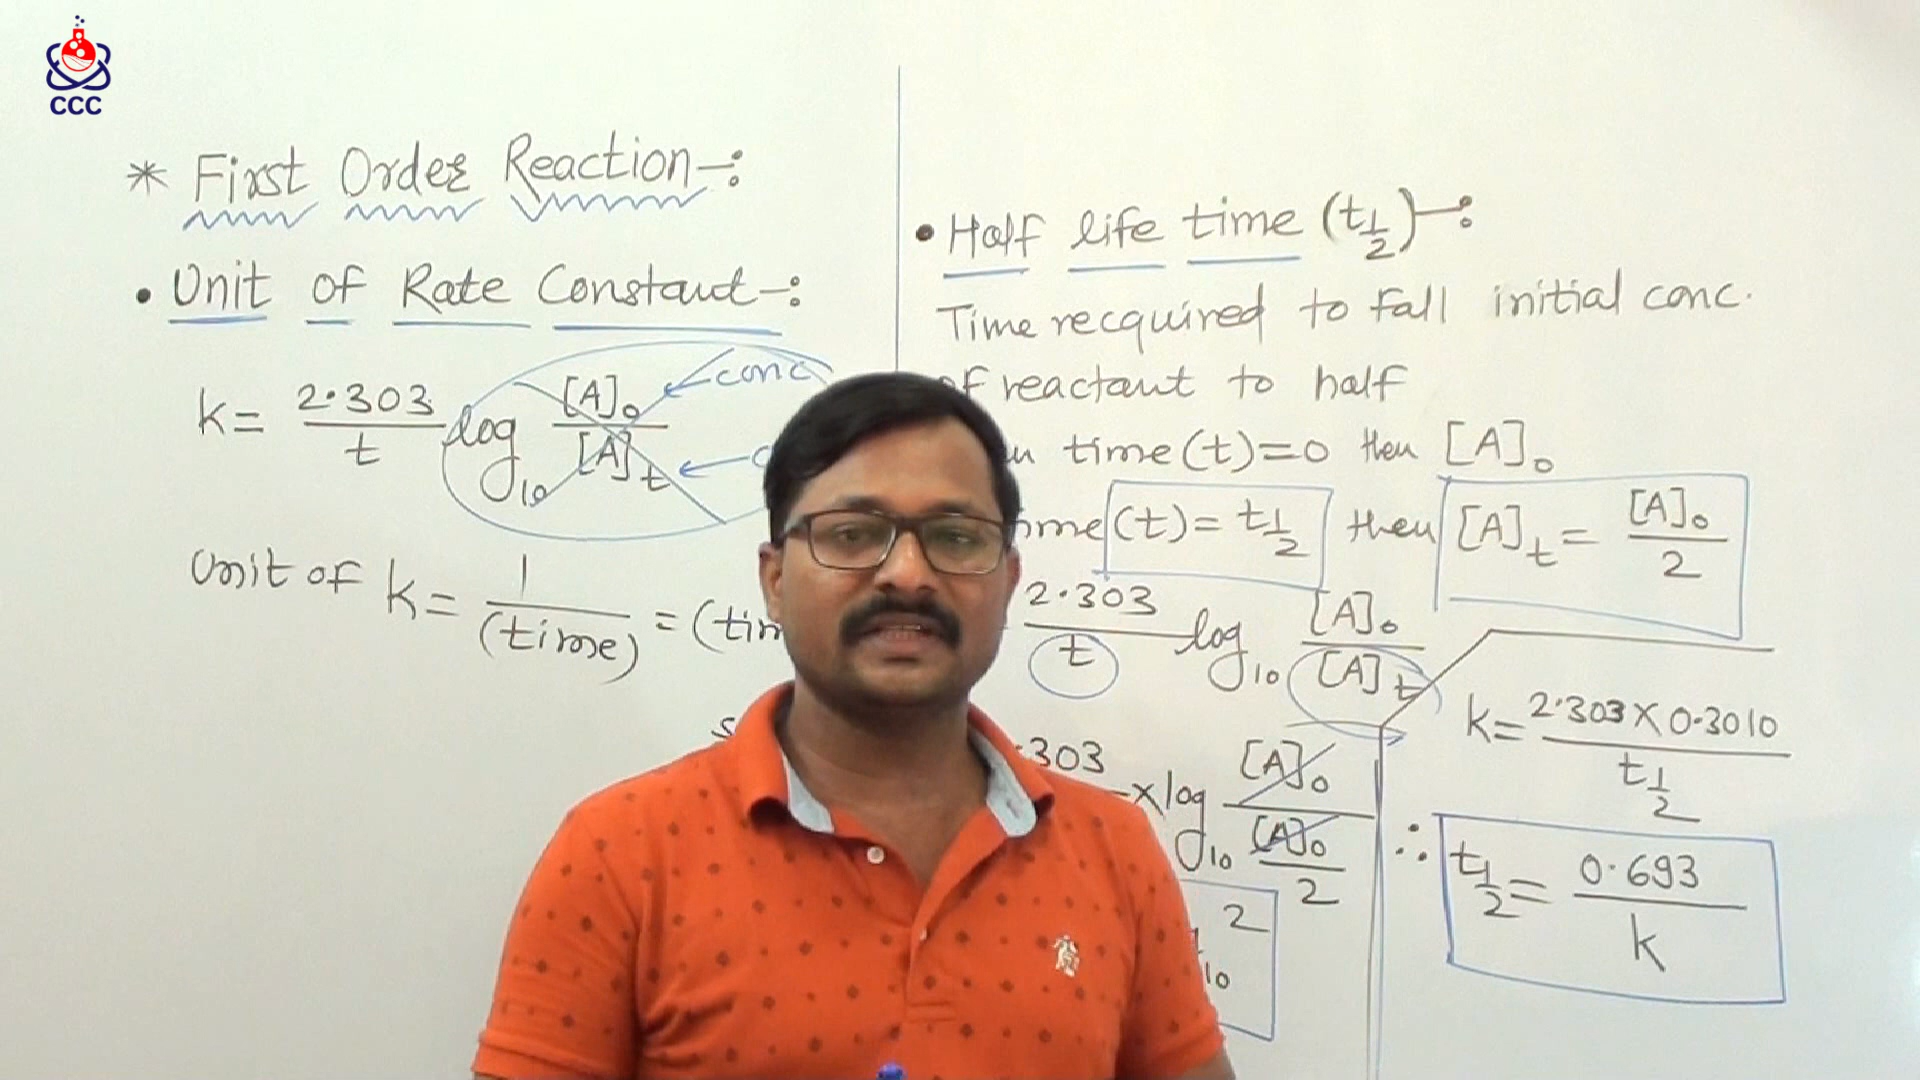 CCC
* First Order Reaction-:
• Unit of Rate Constant-:
k = 2.303/t log10 [A]0/[A]t
conc
Unit of k = 1/(time) = (tim
• Half life time (t1/2)-:
Time recquired to fall initial conc.
of reactant to half
time(t)=0 then [A]0
time(t)= t1/2 then [A]t = [A]0/2
2.303/t log10 [A]0/[A]t
.303 × log10 [A]0/[A]0/2
2
10
k = 2.303 × 0.3010/t1/2
∴ t1/2 = 0.693/k